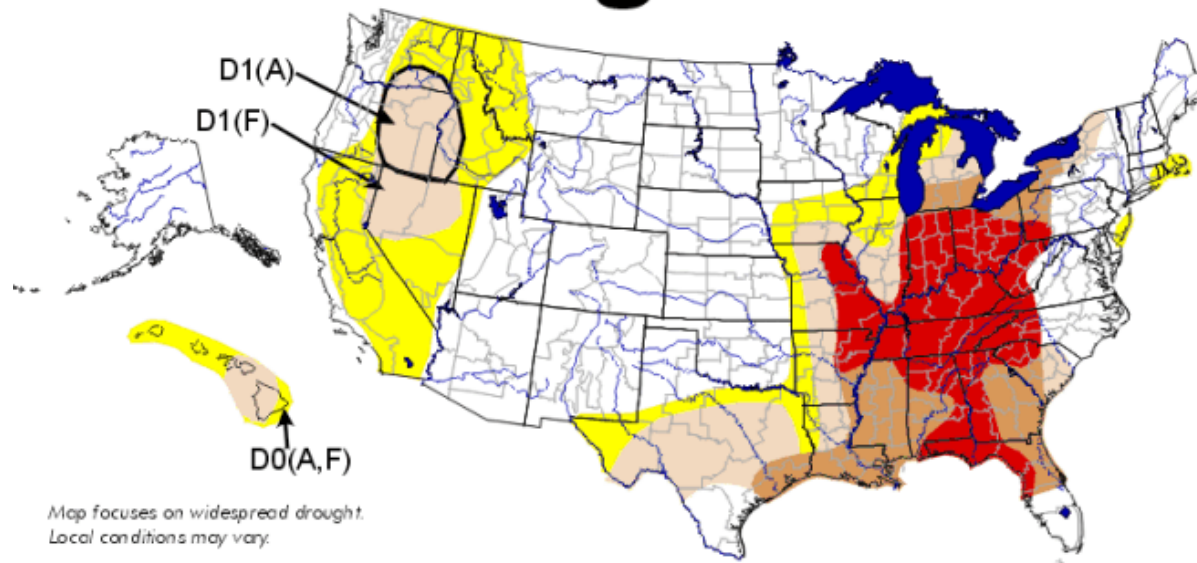 D1(A)
D1(F)
D0(A,F)
Map focuses on widespread drought.
Local conditions may vary.